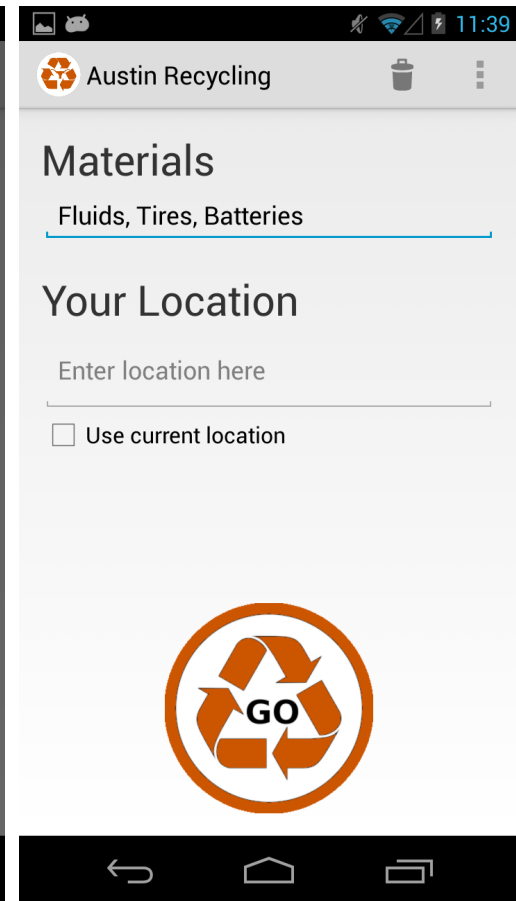 11:39
Austin Recycling
Materials
Fluids, Tires, Batteries
Your Location
Enter location here
Use current location
GO